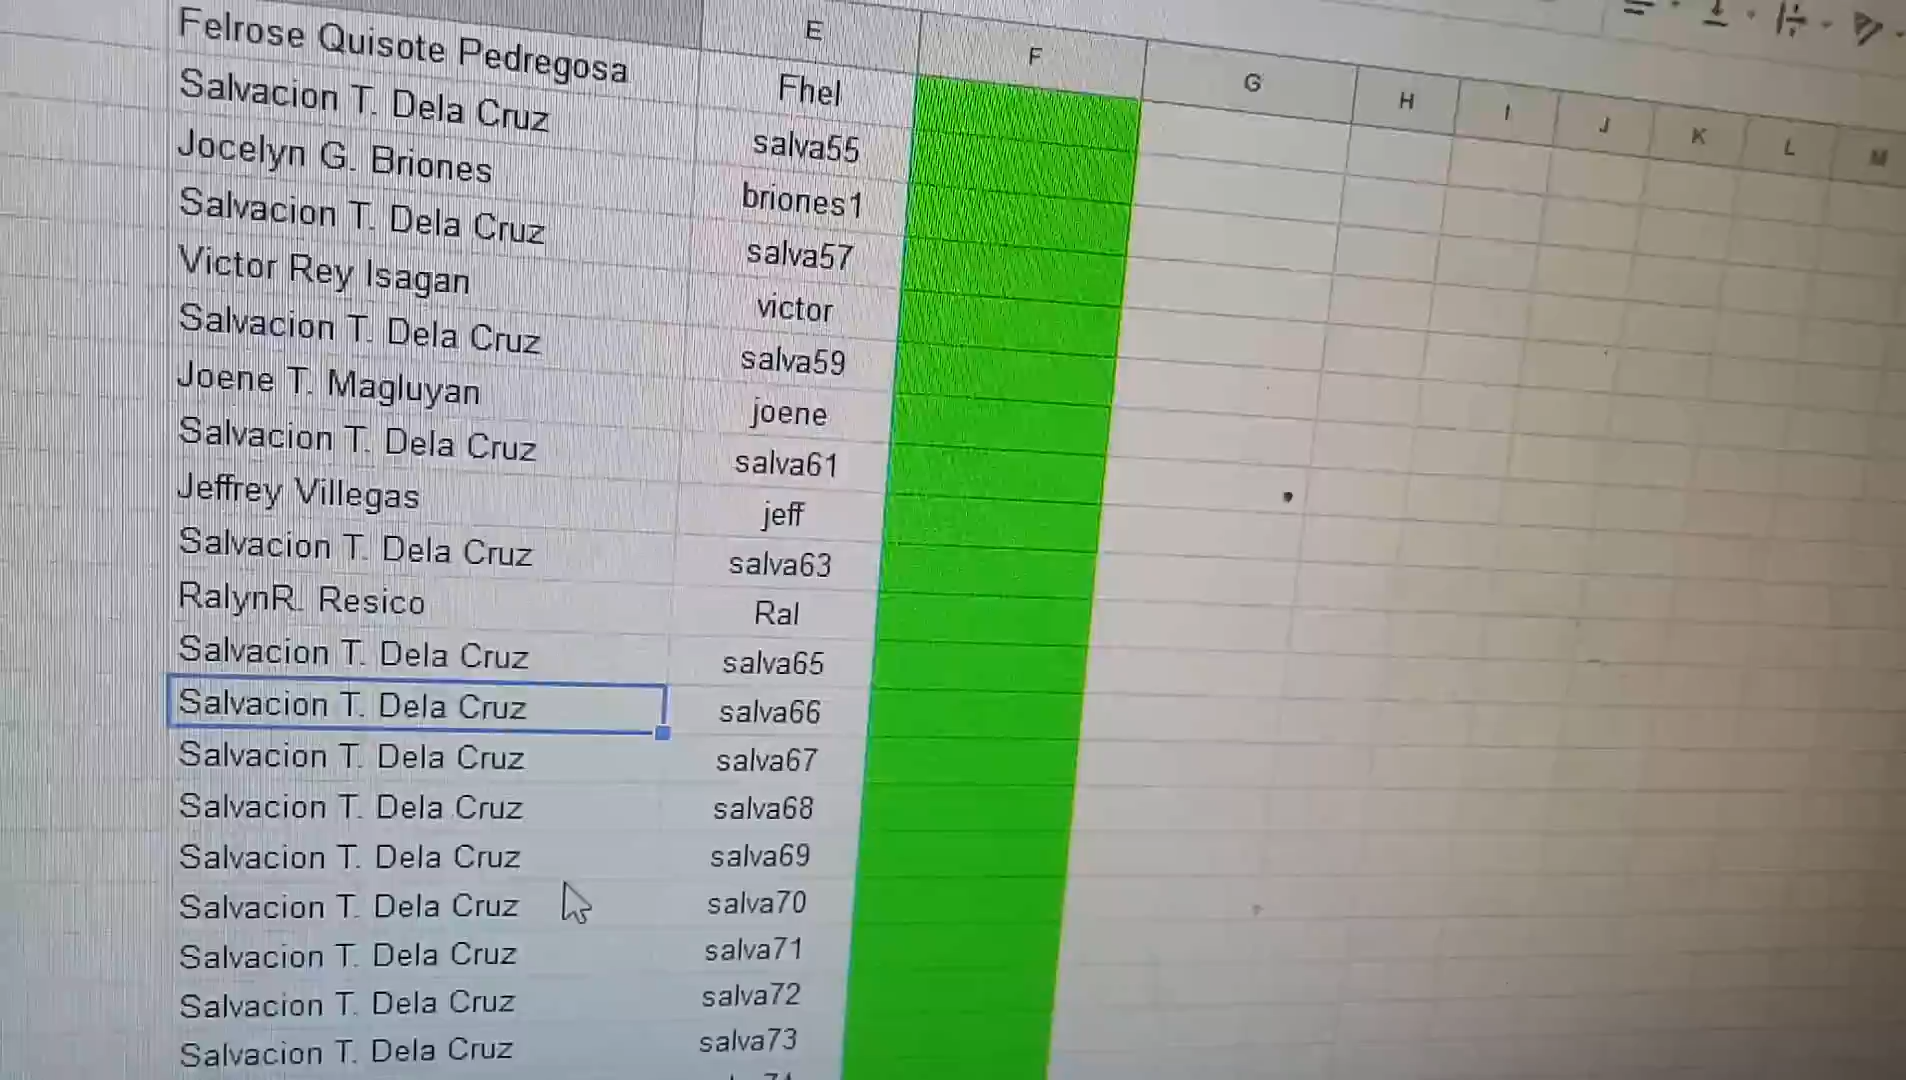 E F G H I J K L M
Felrose Quisote Pedregosa Fhel
Salvacion T. Dela Cruz salva55
Jocelyn G. Briones briones1
Salvacion T. Dela Cruz salva57
Victor Rey Isagan victor
Salvacion T. Dela Cruz salva59
Joene T. Magluyan joene
Salvacion T. Dela Cruz salva61
Jeffrey Villegas jeff
Salvacion T. Dela Cruz salva63
RalynR. Resico Ral
Salvacion T. Dela Cruz salva65
Salvacion T. Dela Cruz salva66
Salvacion T. Dela Cruz salva67
Salvacion T. Dela Cruz salva68
Salvacion T. Dela Cruz salva69
Salvacion T. Dela Cruz salva70
Salvacion T. Dela Cruz salva71
Salvacion T. Dela Cruz salva72
Salvacion T. Dela Cruz salva73